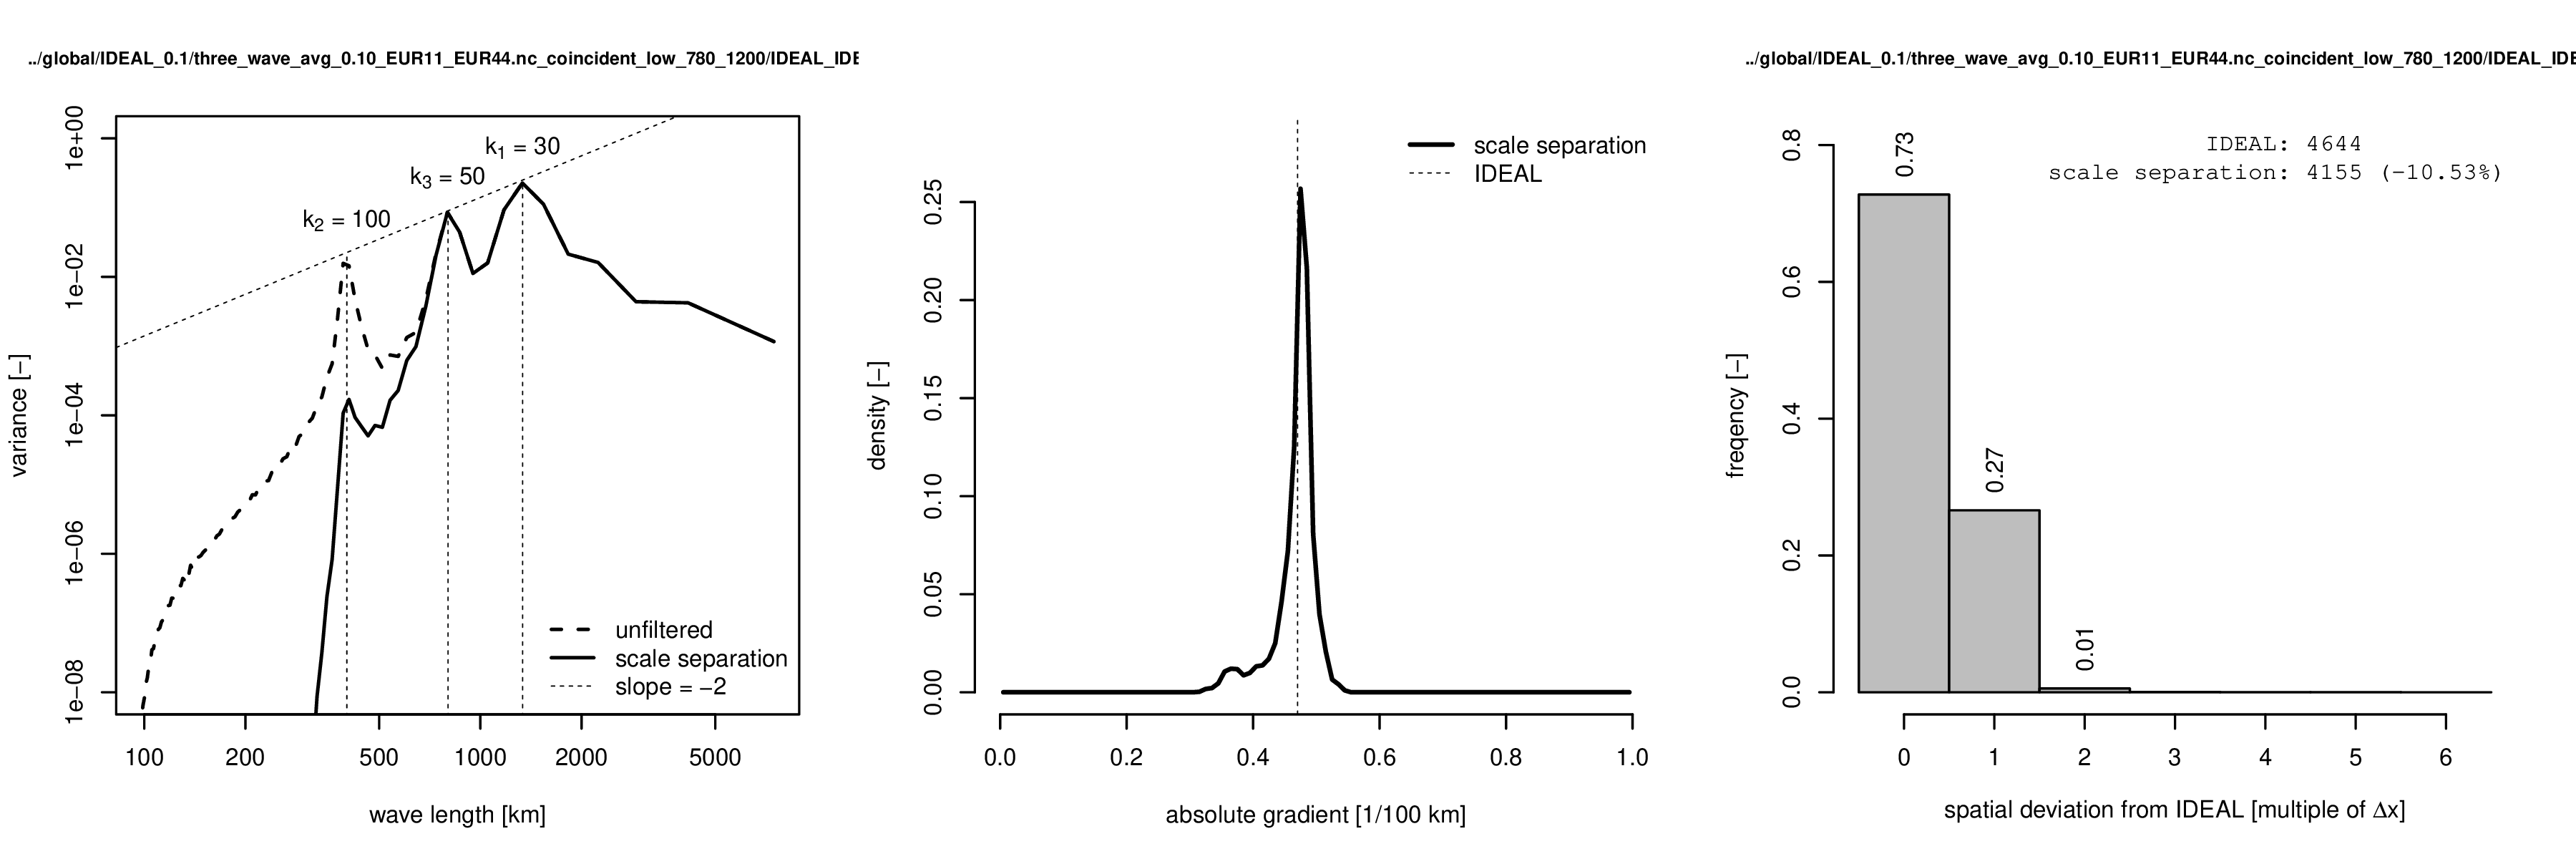 ../global/IDEAL_0.1/three_wave_avg_0.10_EUR11_EUR44.nc_coincident_low_780_1200/IDEAL_IDE
variance [−]
1e+00
1e−02
1e−04
1e−06
1e−08
k1 = 30
k3 = 50
k2 = 100
unfiltered
scale separation
slope = −2
100 200 500 1000 2000 5000
wave length [km]
density [−]
0.25
0.20
0.15
0.10
0.05
0.00
scale separation
IDEAL
0.0 0.2 0.4 0.6 0.8 1.0
absolute gradient [1/100 km]
../global/IDEAL_0.1/three_wave_avg_0.10_EUR11_EUR44.nc_coincident_low_780_1200/IDEAL_IDE
freqency [−]
0.8
0.6
0.4
0.2
0.0
IDEAL: 4644
scale separation: 4155 (−10.53%)
0.73
0.27
0.01
0 1 2 3 4 5 6
spatial deviation from IDEAL [multiple of Δx]